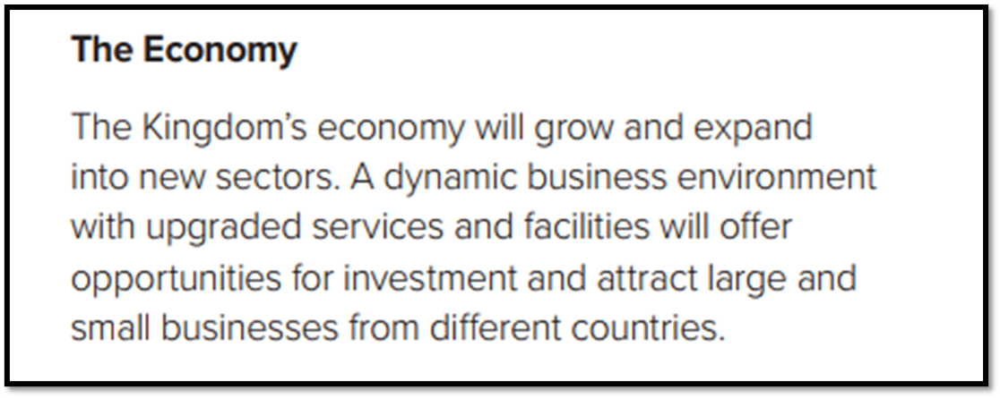 The Economy
The Kingdom’s economy will grow and expand
into new sectors. A dynamic business environment
with upgraded services and facilities will offer
opportunities for investment and attract large and
small businesses from different countries.